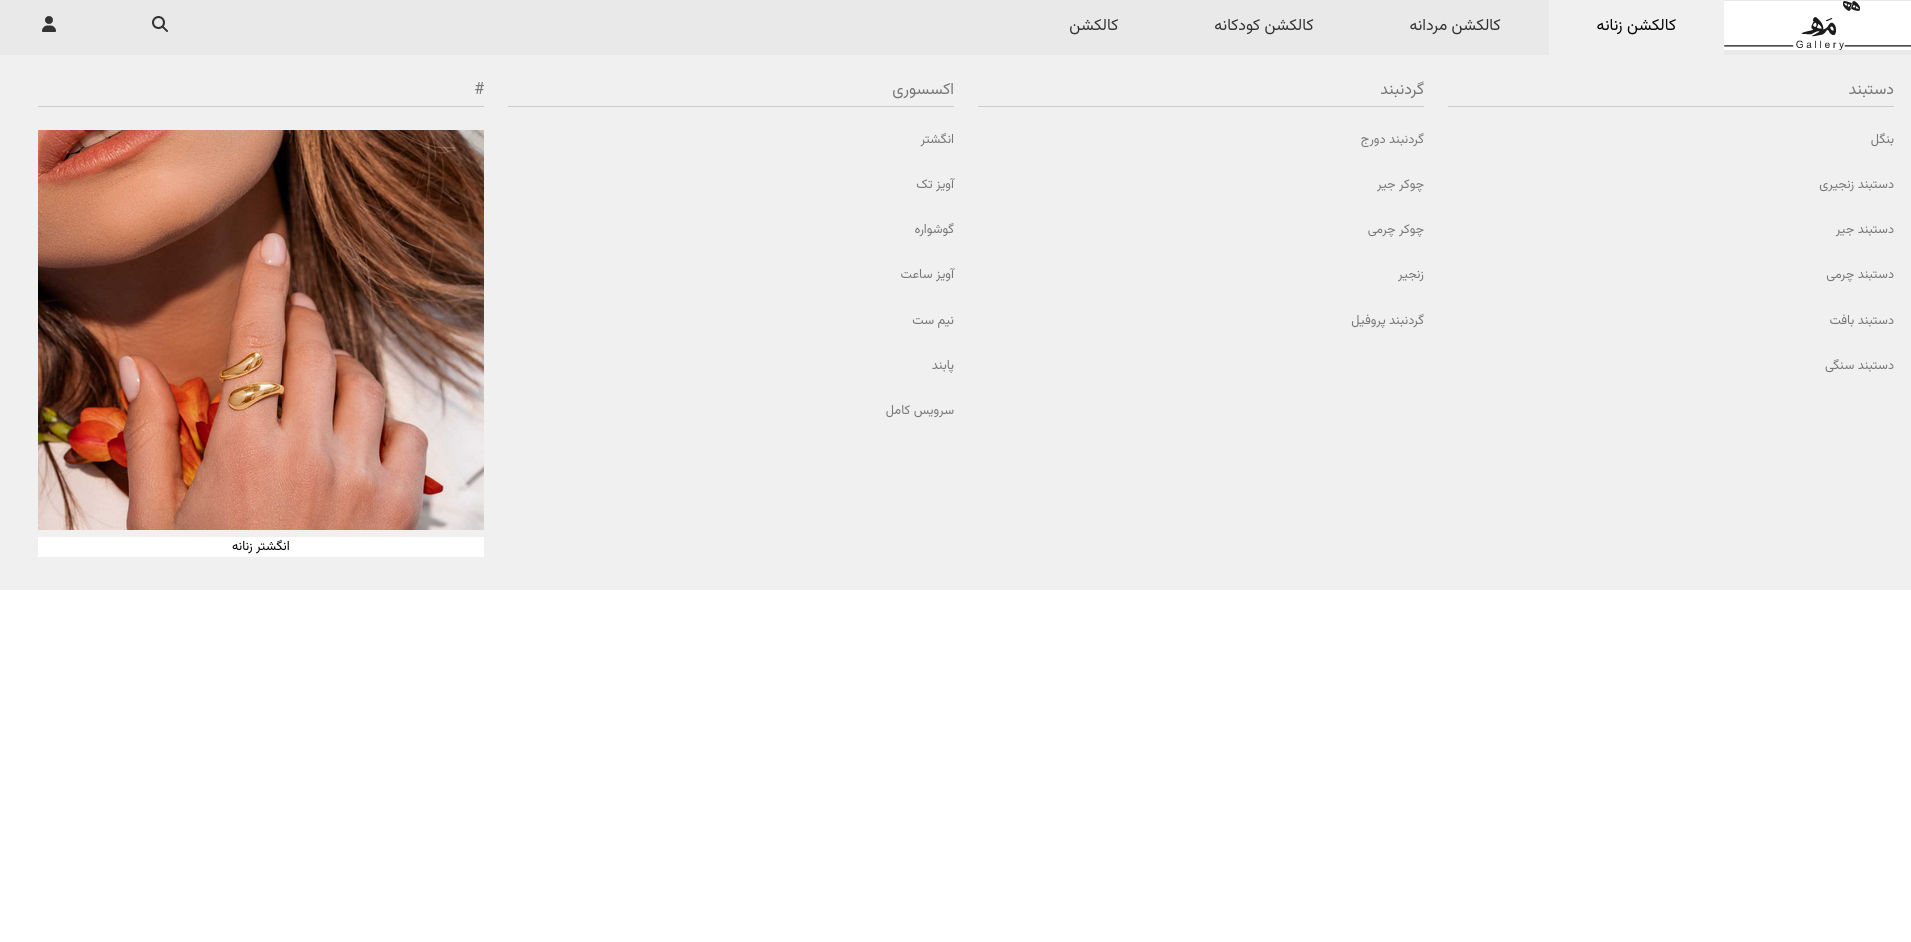 مَهـ
Gallery
کالکشن زنانه
کالکشن مردانه
کالکشن کودکانه
کالکشن
دستبند
بنگل
دستبند زنجیری
دستبند جیر
دستبند چرمی
دستبند بافت
دستبند سنگی
گردنبند
گردنبند دورج
چوکر جیر
چوکر چرمی
زنجیر
گردنبند پروفیل
اکسسوری
انگشتر
آویز تک
گوشواره
آویز ساعت
نیم ست
پابند
سرویس کامل
#
انگشتر زنانه